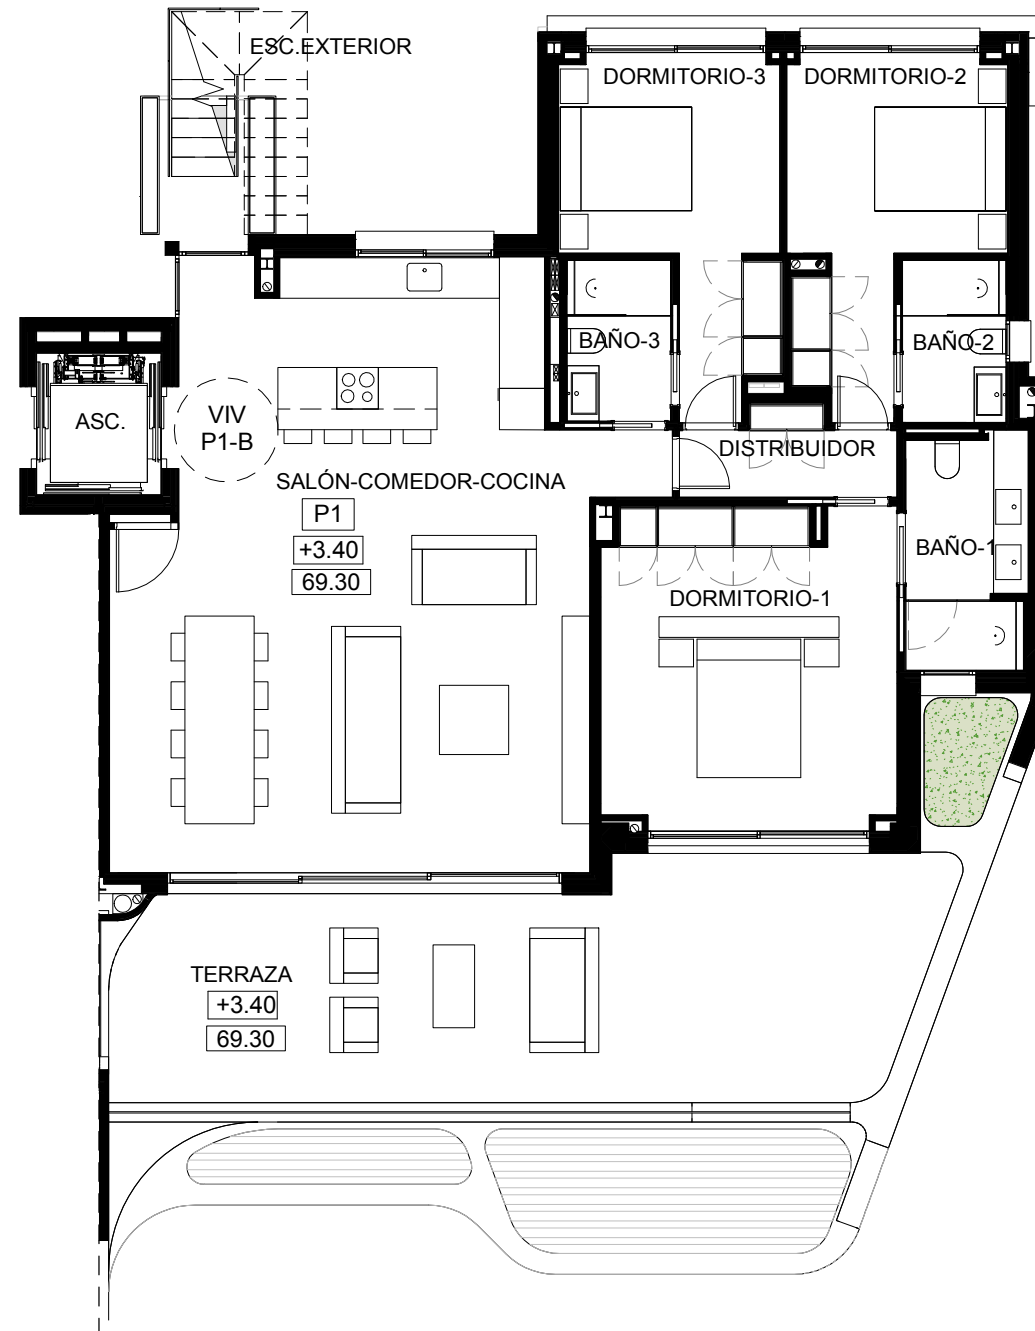 ESC.EXTERIOR
DORMITORIO-3
DORMITORIO-2
BAÑO-3
BAÑO-2
ASC.
VIV
P1-B
DISTRIBUIDOR
SALÓN-COMEDOR-COCINA
P1
+3.40
69.30
BAÑO-1
DORMITORIO-1
TERRAZA
+3.40
69.30